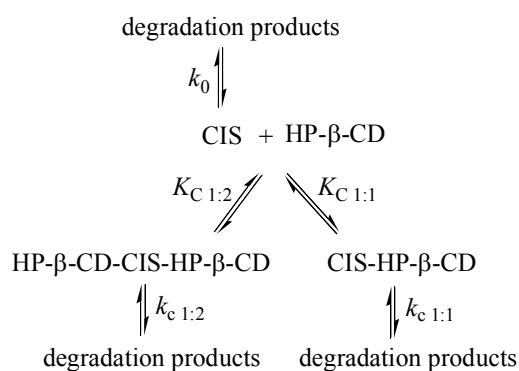 degradation products
k0
CIS + HP-β-CD
KC 1:2 KC 1:1
HP-β-CD-CIS-HP-β-CD CIS-HP-β-CD
kc 1:2 kc 1:1
degradation products degradation products